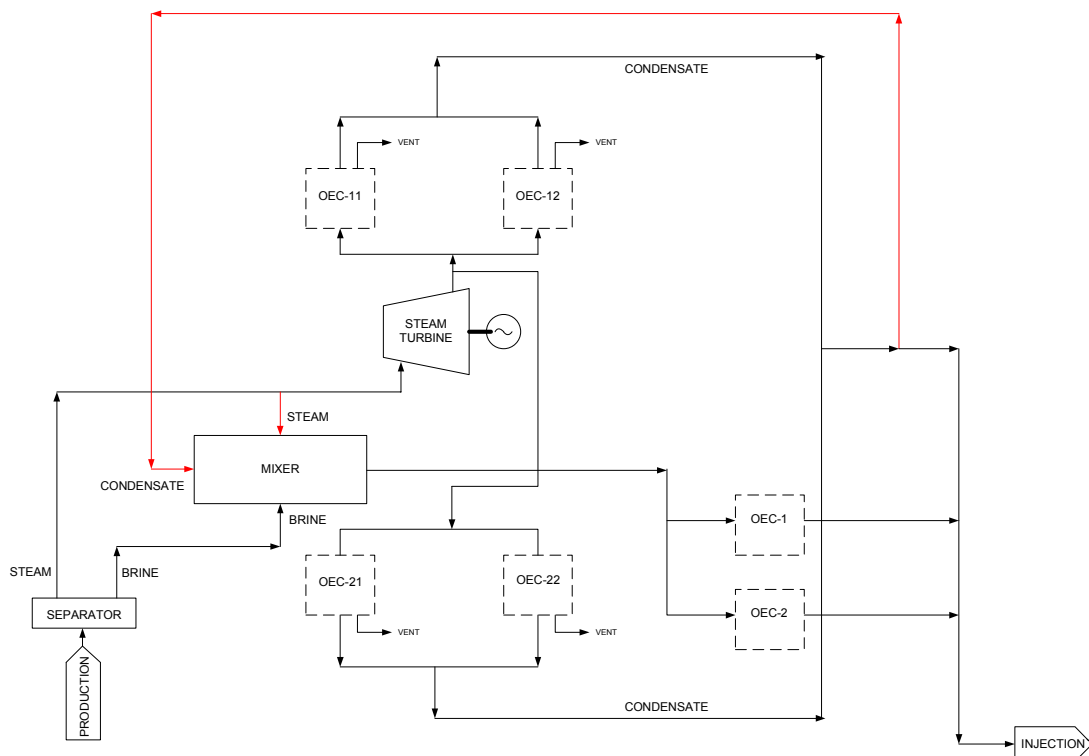 CONDENSATE
VENT
VENT
OEC-11
OEC-12
STEAM
TURBINE
STEAM
MIXER
CONDENSATE
BRINE
OEC-1
STEAM
BRINE
OEC-21
OEC-22
SEPARATOR
OEC-2
VENT
VENT
PRODUCTION
CONDENSATE
INJECTION